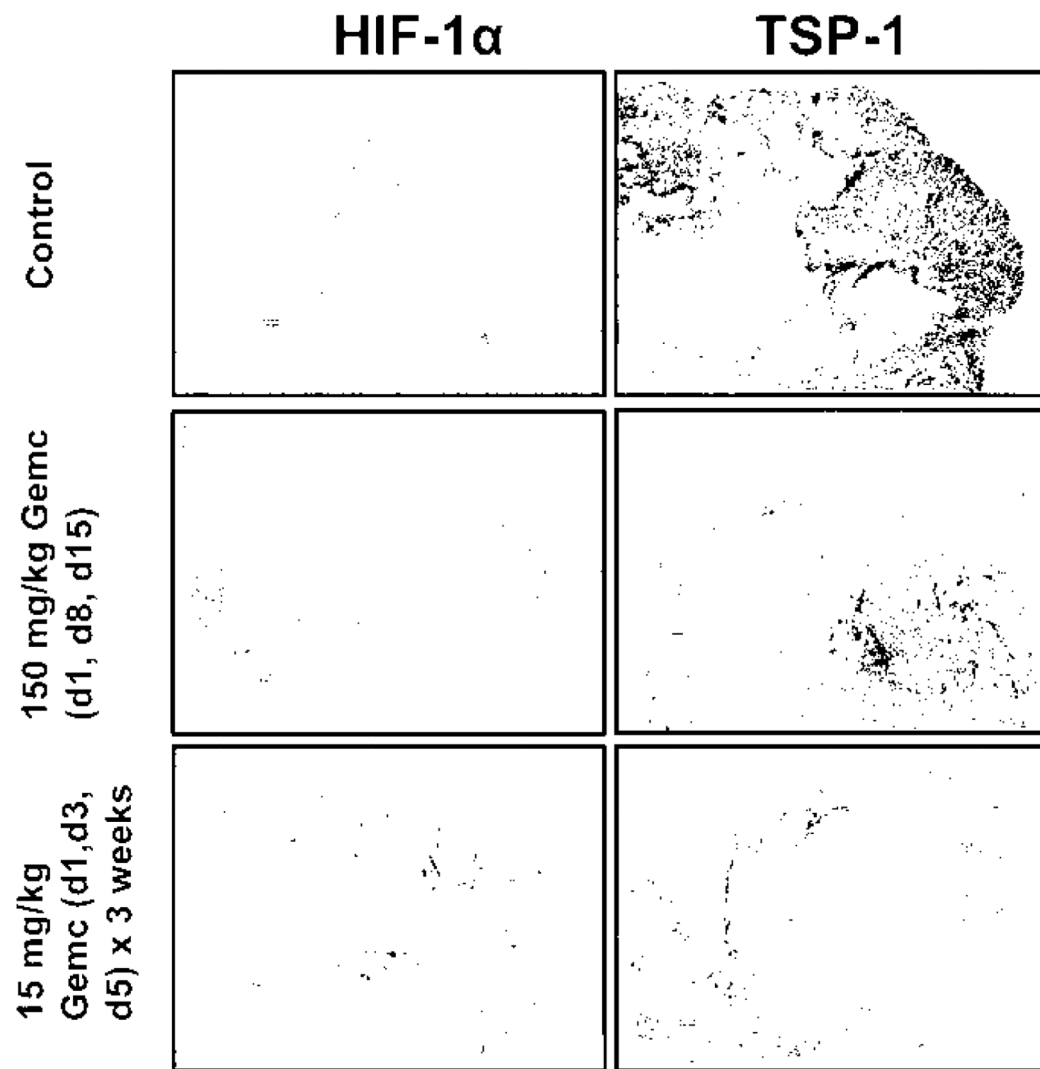 HIF-1α TSP-1
Control
150 mg/kg Gemc
(d1, d8, d15)
15 mg/kg
Gemc (d1,d3,
d5) x 3 weeks